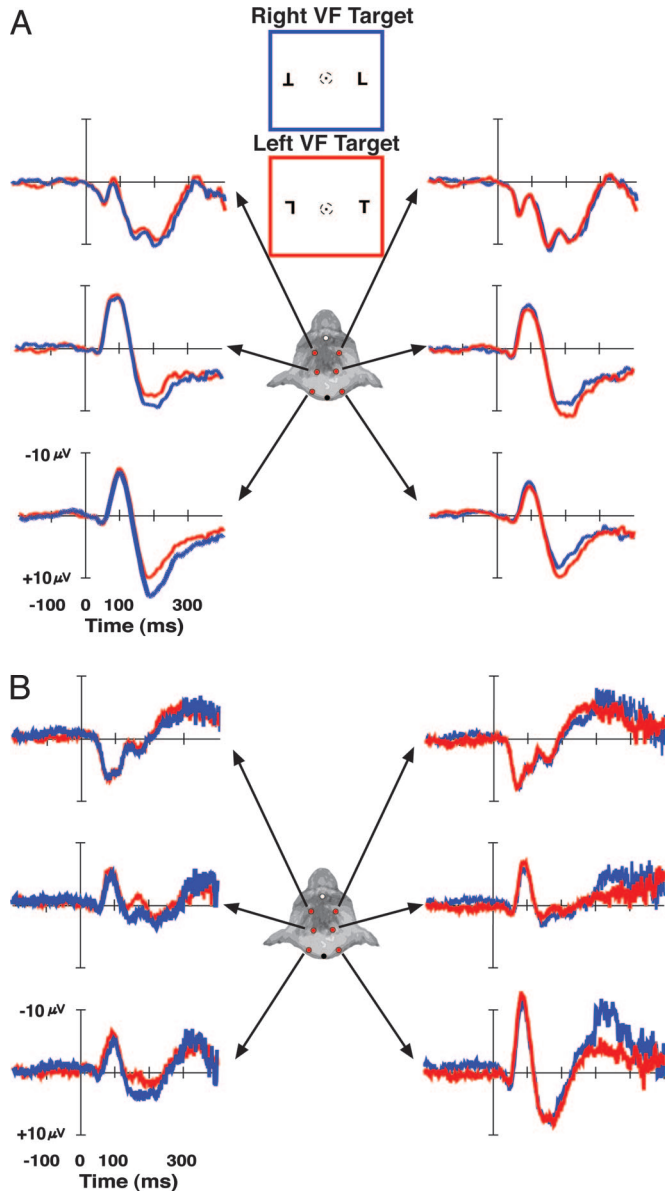 A
Right VF Target
T L
Left VF Target
L T
-10 µV
+10 µV
-100 0 100 300
Time (ms)
B
-10 µV
+10 µV
-100 0 100 300
Time (ms)